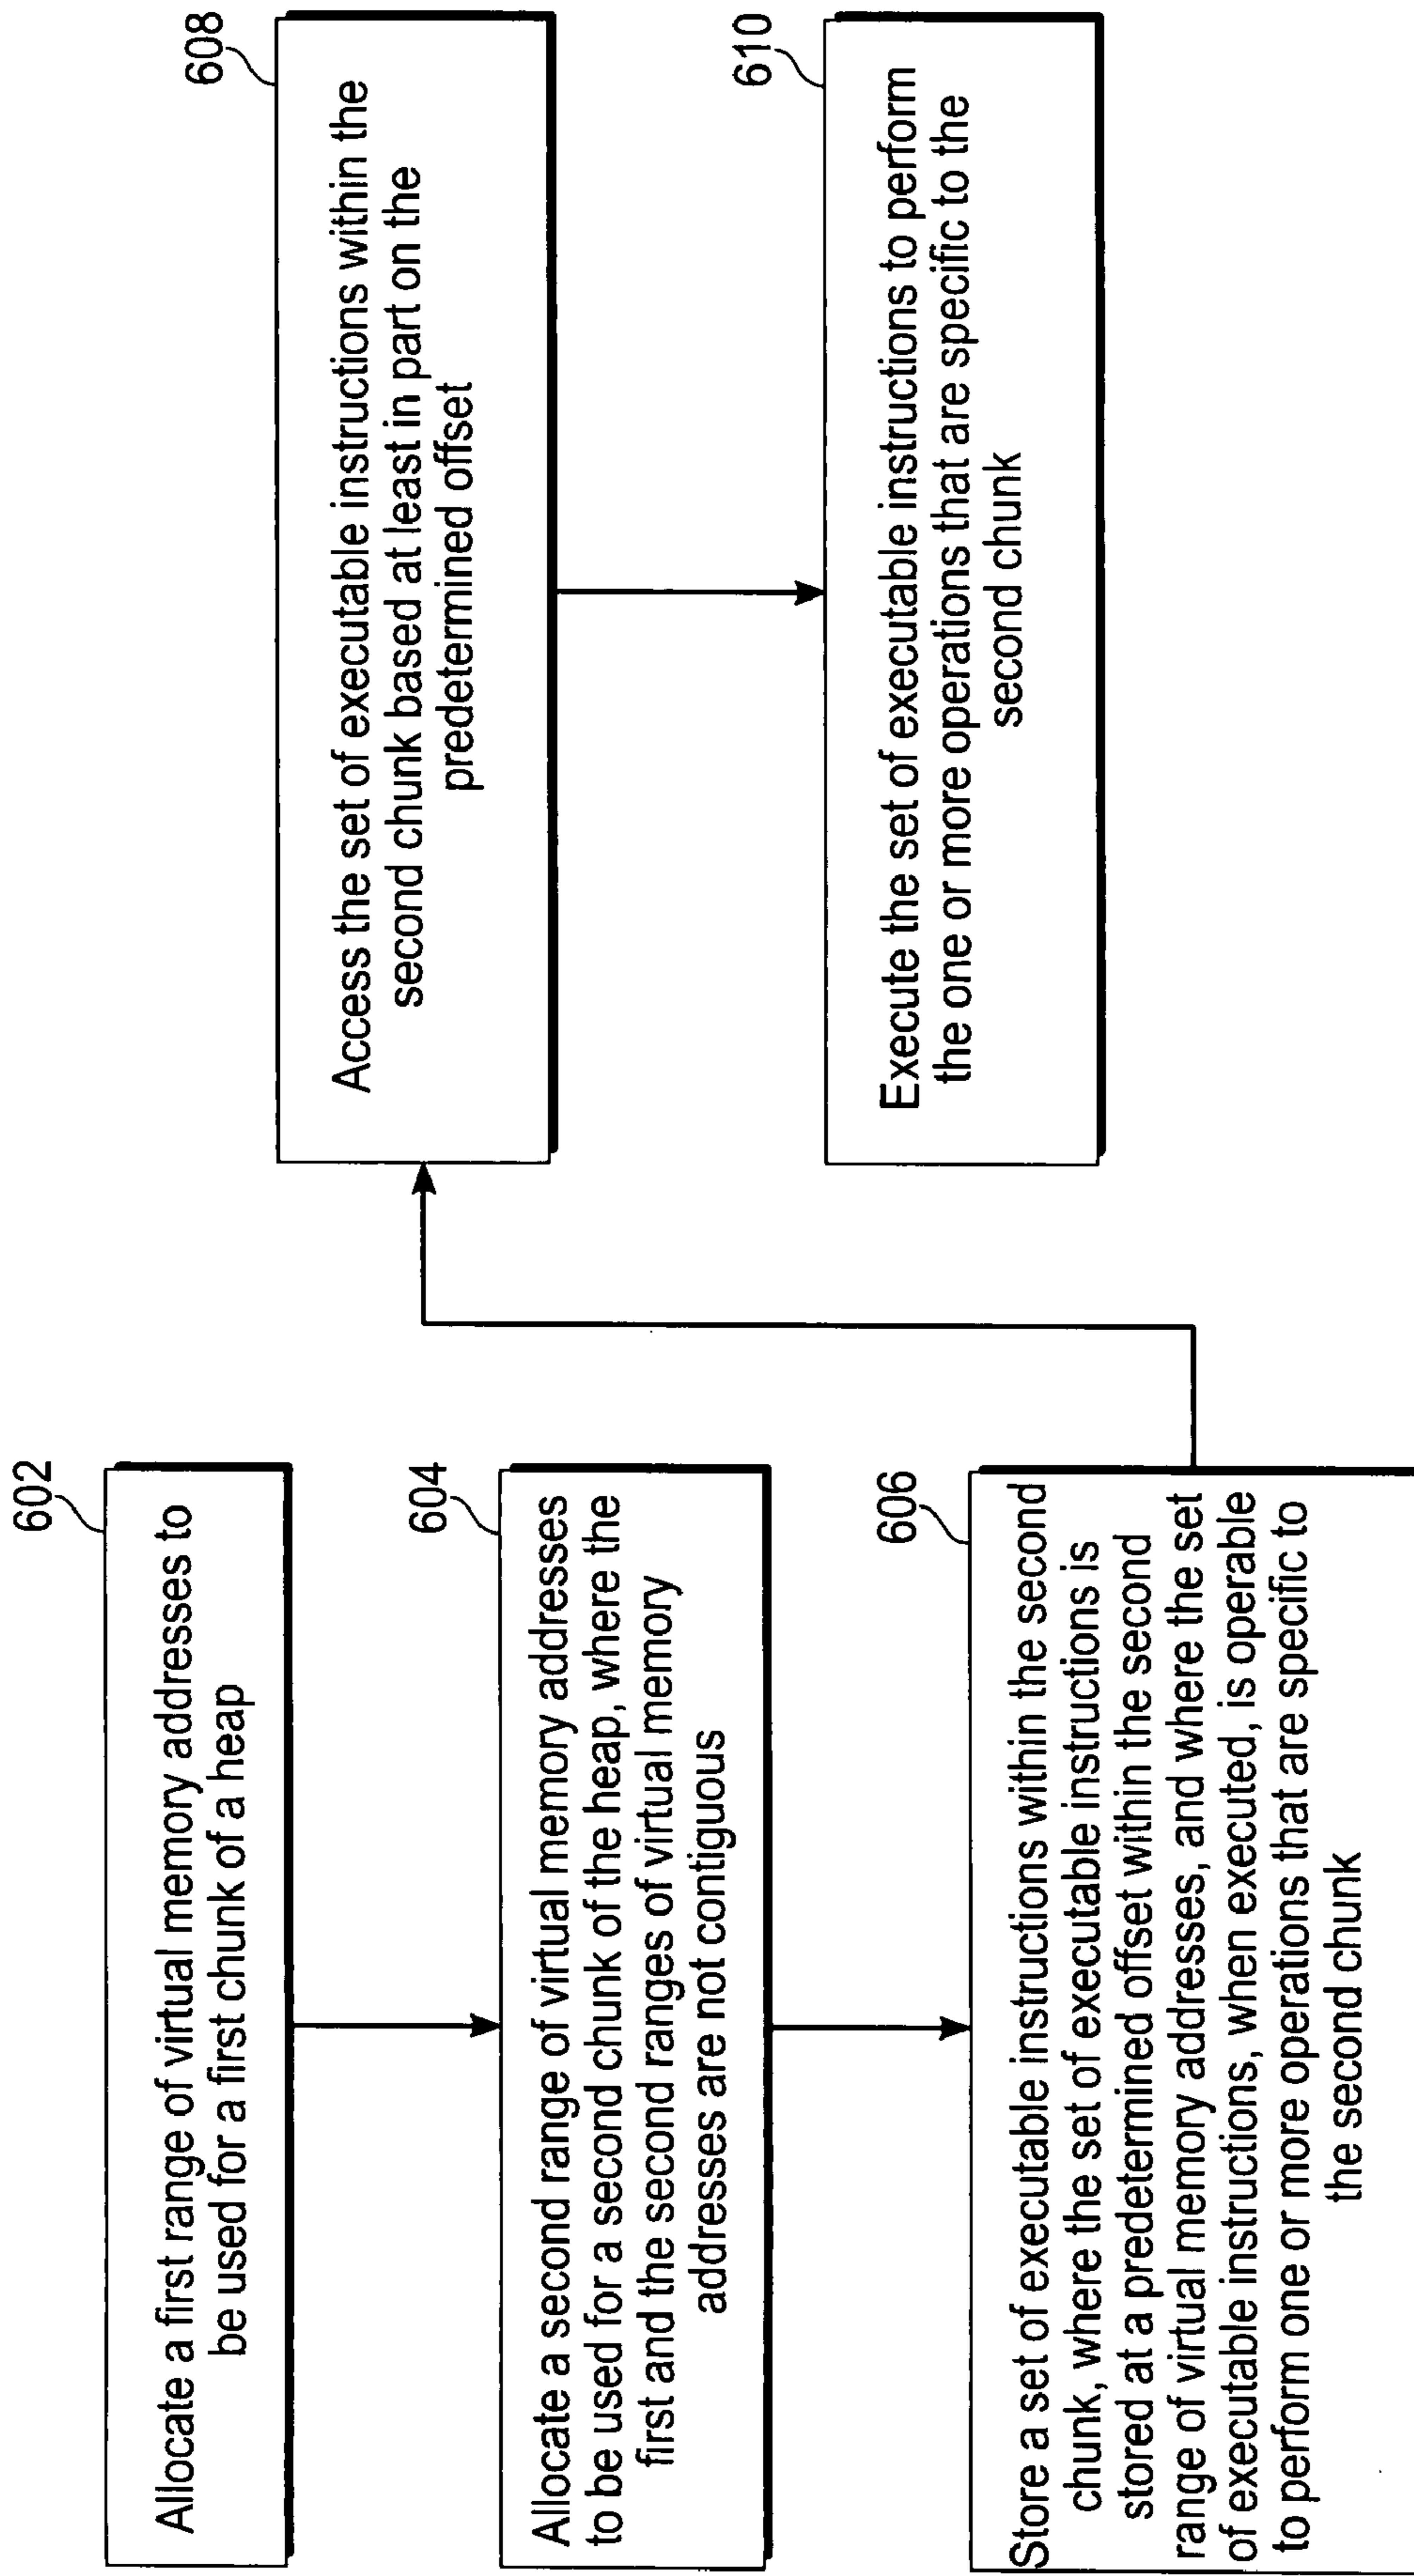 602
Allocate a first range of virtual memory addresses to
be used for a first chunk of a heap
604
Allocate a second range of virtual memory addresses
to be used for a second chunk of the heap, where the
first and the second ranges of virtual memory
addresses are not contiguous
606
Store a set of executable instructions within the second
chunk, where the set of executable instructions is
stored at a predetermined offset within the second
range of virtual memory addresses, and where the set
of executable instructions, when executed, is operable
to perform one or more operations that are specific to
the second chunk
608
Access the set of executable instructions within the
second chunk based at least in part on the
predetermined offset
610
Execute the set of executable instructions to perform
the one or more operations that are specific to the
second chunk